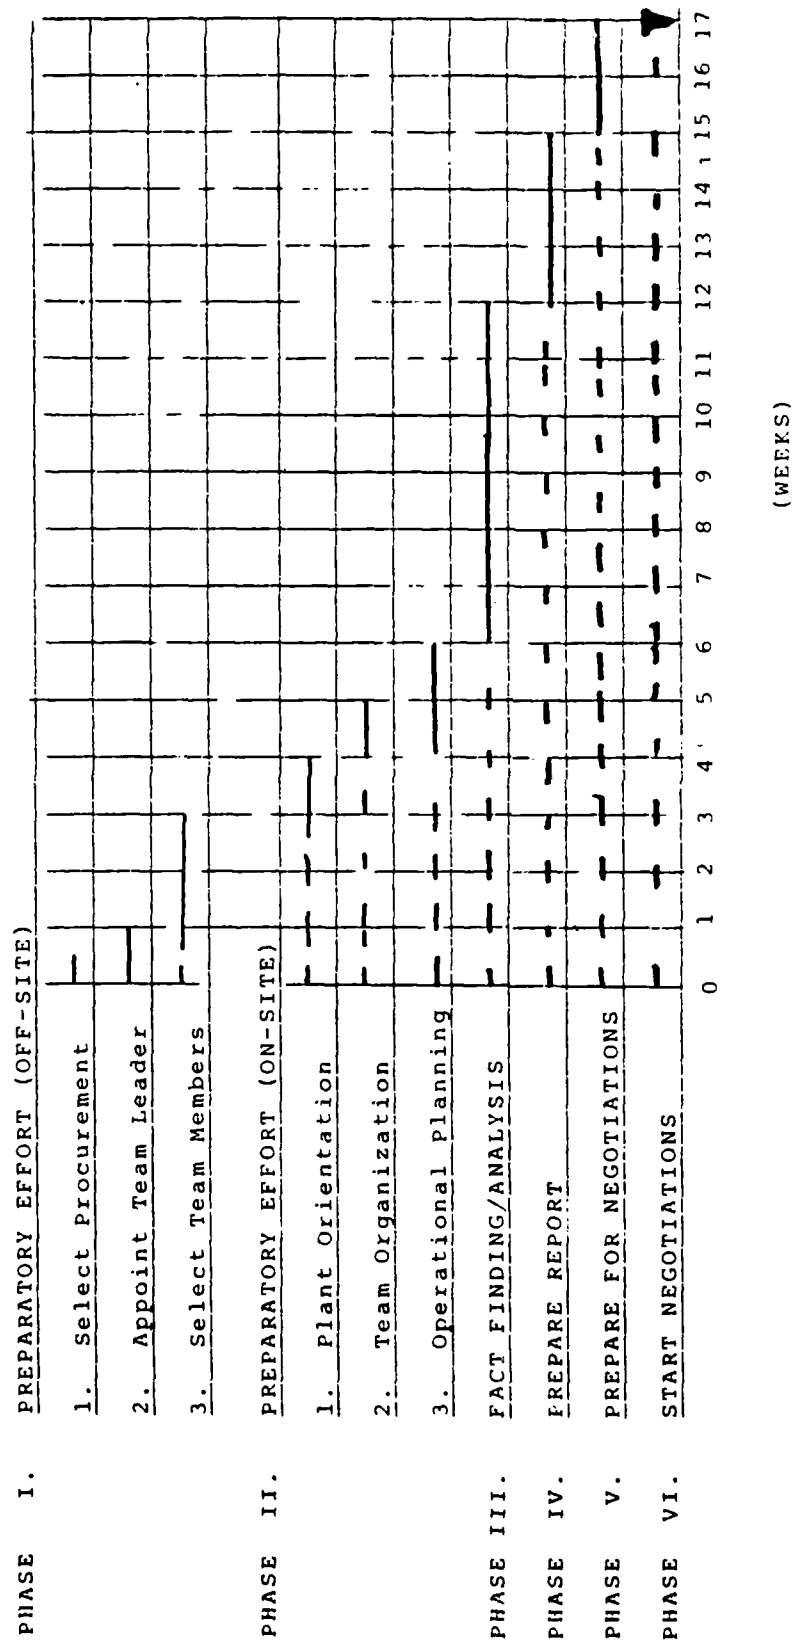 PHASE I. PREPARATORY EFFORT (OFF-SITE)
1. Select Procurement
2. Appoint Team Leader
3. Select Team Members
PHASE II. PREPARATORY EFFORT (ON-SITE)
1. Plant Orientation
2. Team Organization
3. Operational Planning
PHASE III. FACT FINDING/ANALYSIS
PHASE IV. PREPARE REPORT
PHASE V. PREPARE FOR NEGOTIATIONS
PHASE VI. START NEGOTIATIONS
0 1 2 3 4 5 6 7 8 9 10 11 12 13 14 15 16 17
(WEEKS)